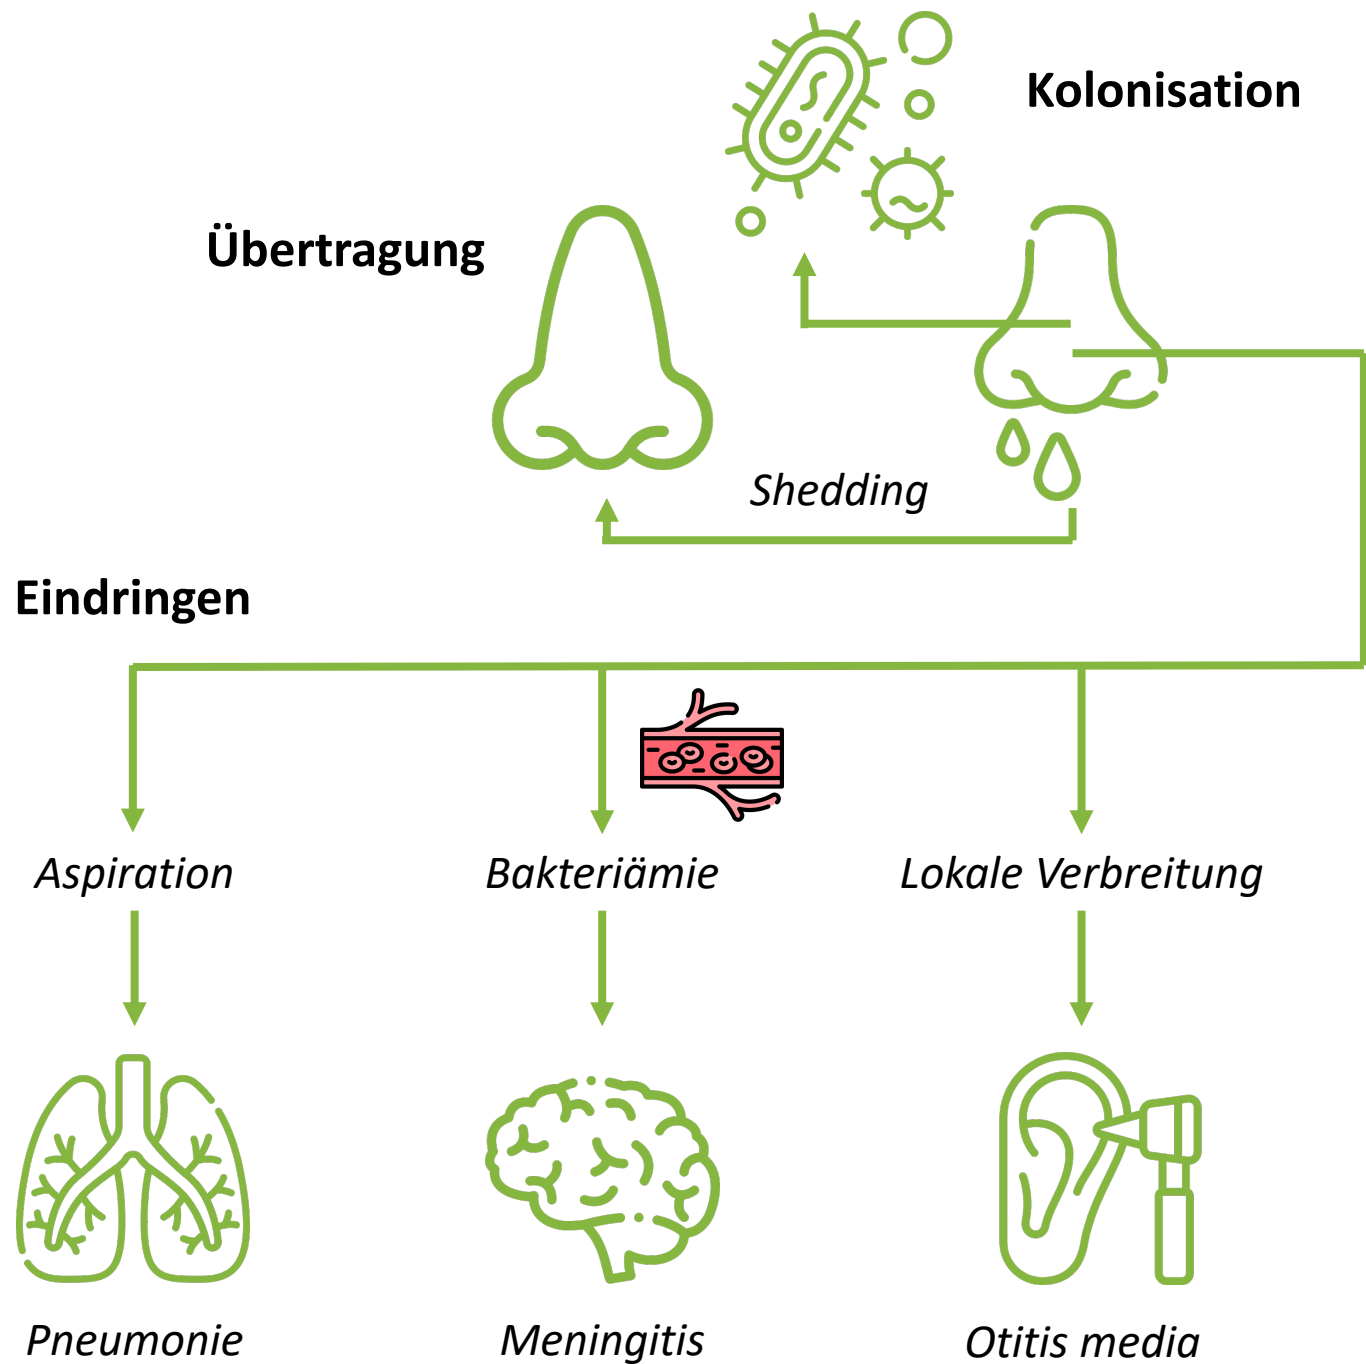 Kolonisation
Übertragung
Shedding
Eindringen
Aspiration
Bakteriämie
Lokale Verbreitung
Pneumonie
Meningitis
Otitis media